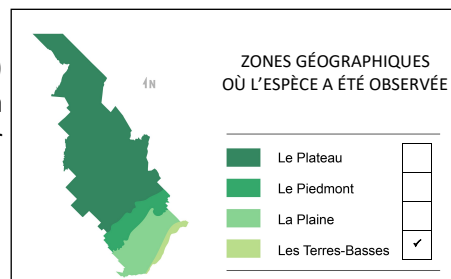 N
ZONES GÉOGRAPHIQUES
OÙ L'ESPÈCE A ÉTÉ OBSERVÉE
Le Plateau
Le Piedmont
La Plaine
Les Terres-Basses ✓